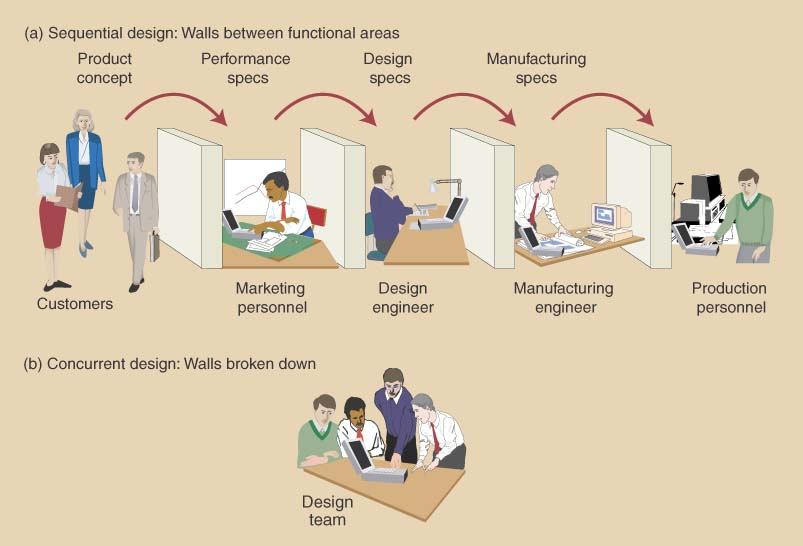 (a) Sequential design: Walls between functional areas
Product
concept
Performance
specs
Design
specs
Manufacturing
specs
Customers
Marketing
personnel
Design
engineer
Manufacturing
engineer
Production
personnel
(b) Concurrent design: Walls broken down
Design
team